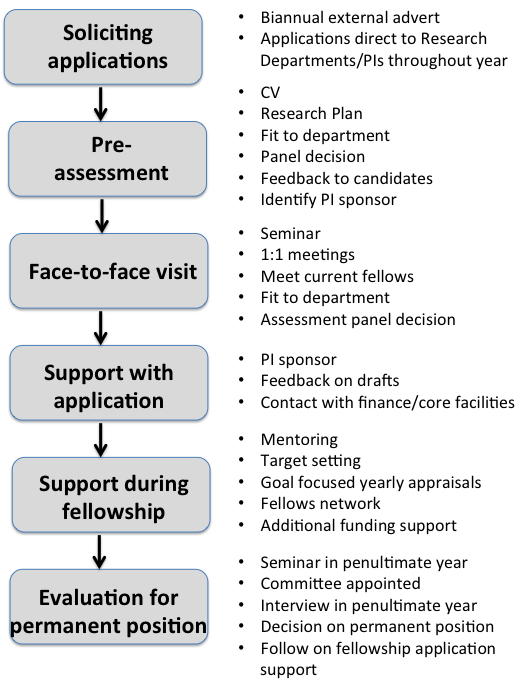 Soliticing
applications
• Biannual external advert
• Applications direct to Research
Departments/PIs throughout year
Pre-
assessment
• CV
• Research Plan
• Fit to department
• Panel decision
• Feedback to candidates
• Identify PI sponsor
Face-to-face visit
• Seminar
• 1:1 meetings
• Meet current fellows
• Fit to department
• Assessment panel decision
Support with
application
• PI sponsor
• Feedback on drafts
• Contact with finance/core facilities
Support during
fellowship
• Mentoring
• Target setting
• Goal focused yearly appraisals
• Fellows network
• Additional funding support
Evaluation for
permanent position
• Seminar in penultimate year
• Committee appointed
• Interview in penultimate year
• Decision on permanent position
• Follow on fellowship application
support